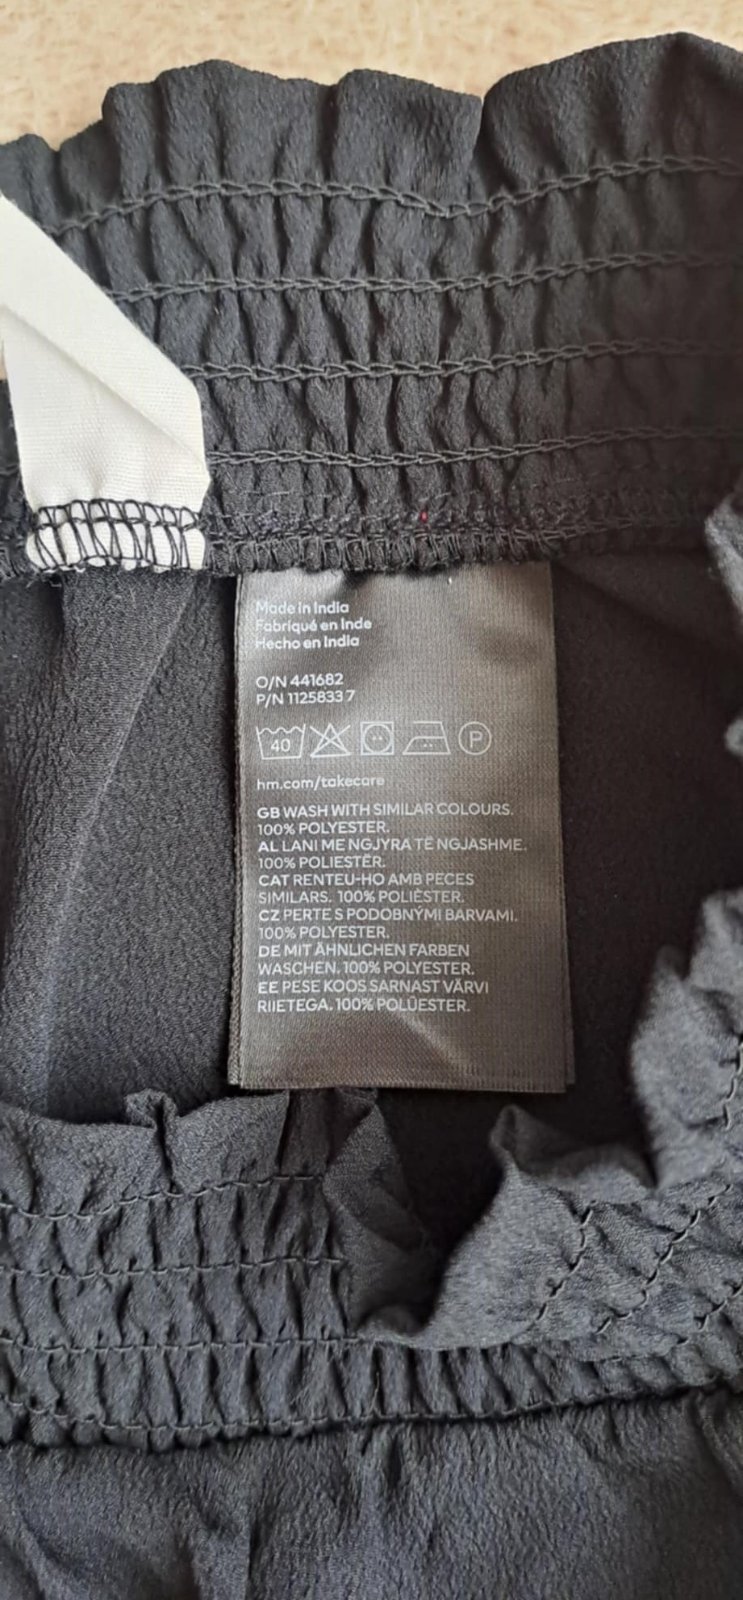 Made in India
Fabriqué en Inde
Hecho en India
O/N 441682
P/N 1125833 7
40 P
hm.com/takecare
GB WASH WITH SIMILAR COLOURS.
100% POLYESTER.
AL LANI ME NGJYRA TË NGJASHME.
100% POLIESTËR.
CAT RENTEU-HO AMB PECES
SIMILARS. 100% POLIÈSTER.
CZ PERTE S PODOBNÝMI BARVAMI.
100% POLYESTER.
DE MIT ÄHNLICHEN FARBEN
WASCHEN. 100% POLYESTER.
EE PESE KOOS SARNAST VÄRVI
RIIETEGA. 100% POLÜESTER.